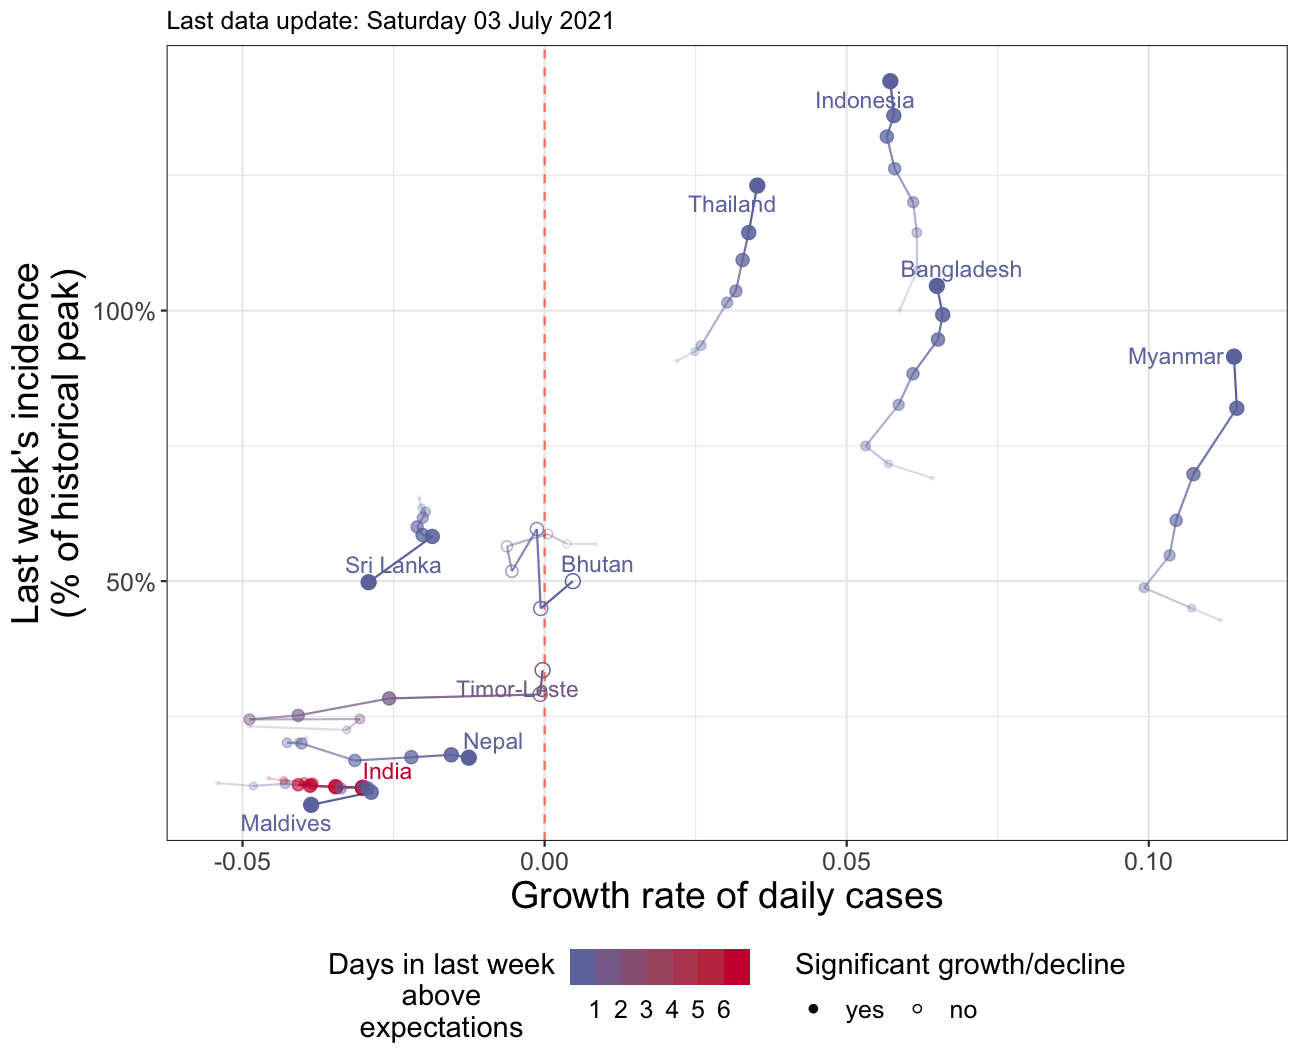 Last data update: Saturday 03 July 2021
Last week's incidence
(% of historical peak)
100%
50%
Indonesia
Thailand
Bangladesh
Myanmar
Sri Lanka
Bhutan
Timor-Leste
Nepal
India
Maldives
-0.05 0.00 0.05 0.10
Growth rate of daily cases
Days in last week
above
expectations
1 2 3 4 5 6
Significant growth/decline
yes no